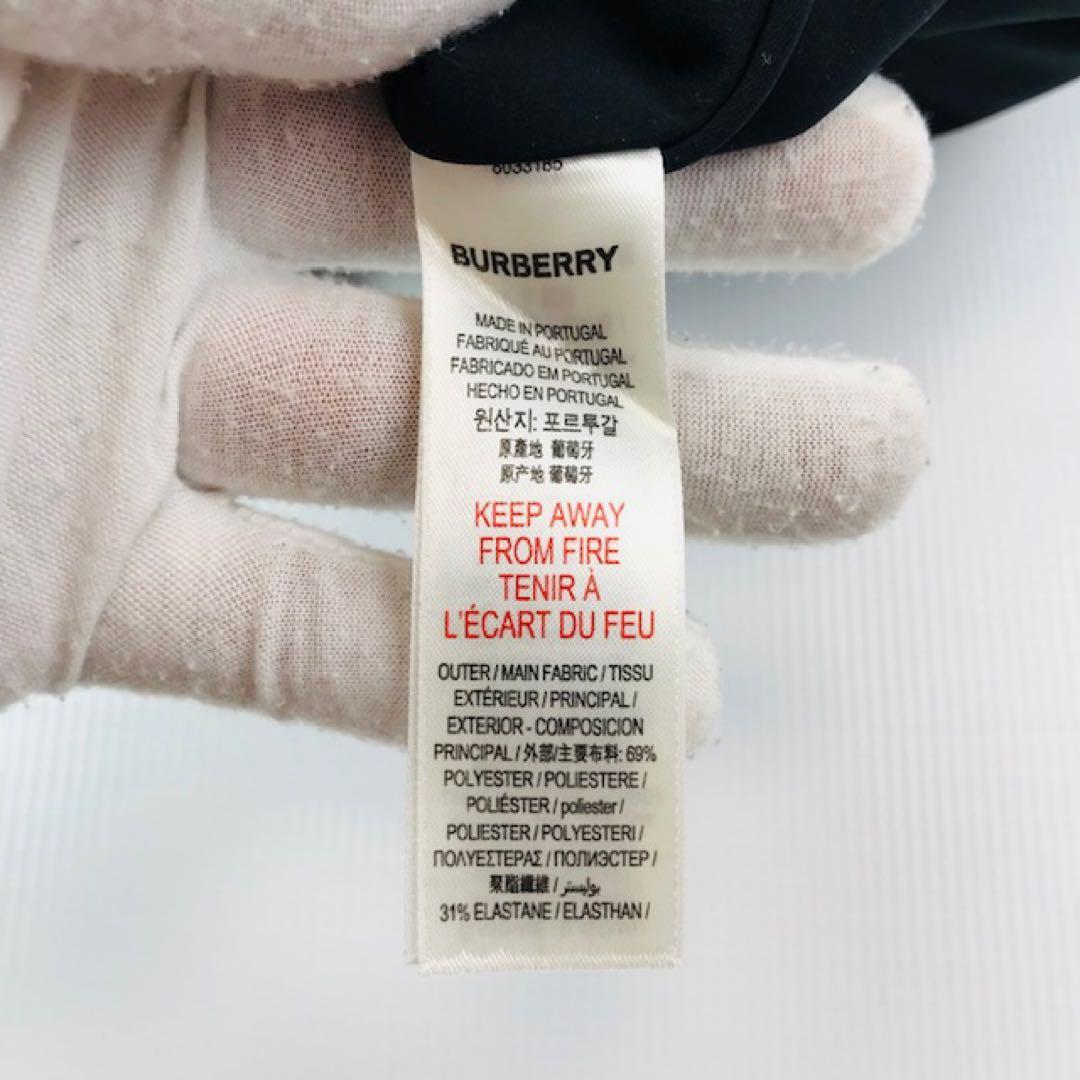 8033185
BURBERRY
MADE IN PORTUGAL
FABRIQUÉ AU PORTUGAL
FABRICADO EM PORTUGAL
HECHO EN PORTUGAL
원산지: 포르투갈
原產地 葡萄牙
原产地 葡萄牙
KEEP AWAY
FROM FIRE
TENIR À
L'ÉCART DU FEU
OUTER / MAIN FABRIC / TISSU
EXTÉRIEUR / PRINCIPAL /
EXTERIOR - COMPOSICION
PRINCIPAL / 外部/主要布料: 69%
POLYESTER / POLIESTERE /
POLIÉSTER / poliester /
POLIESTER / POLYESTERI /
ΠΟΛΥΕΣΤΕΡΑΣ / ПОЛИЭСТЕР /
聚脂纖維 / بوليستر
31% ELASTANE / ELASTHAN /